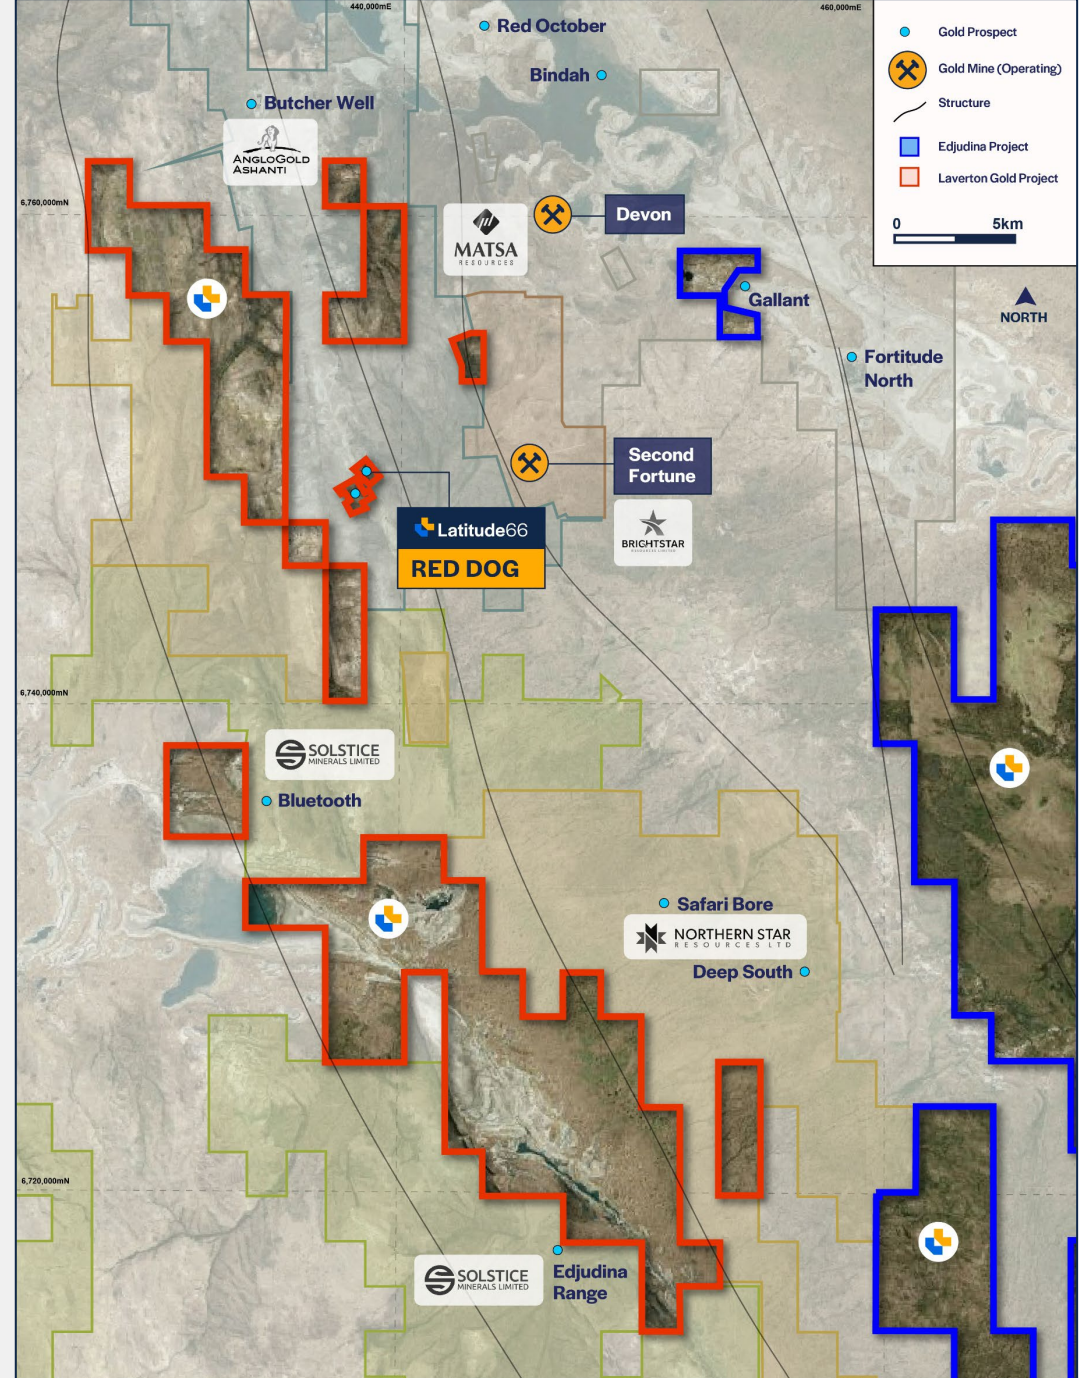 440,000mE
460,000mE
Red October
Bindah
Butcher Well
ANGLOGOLD
ASHANTI
Gold Prospect
Gold Mine (Operating)
Structure
Edjudina Project
Laverton Gold Project
0 5km
6,760,000mN
MATSA
RESOURCES
Devon
Gallant
NORTH
Fortitude
North
Second
Fortune
BRIGHTSTAR
RESOURCES LIMITED
Latitude66
RED DOG
6,740,000mN
SOLSTICE
MINERALS LIMITED
Bluetooth
Safari Bore
NORTHERN STAR
RESOURCES LTD
Deep South
6,720,000mN
SOLSTICE
MINERALS LIMITED
Edjudina
Range